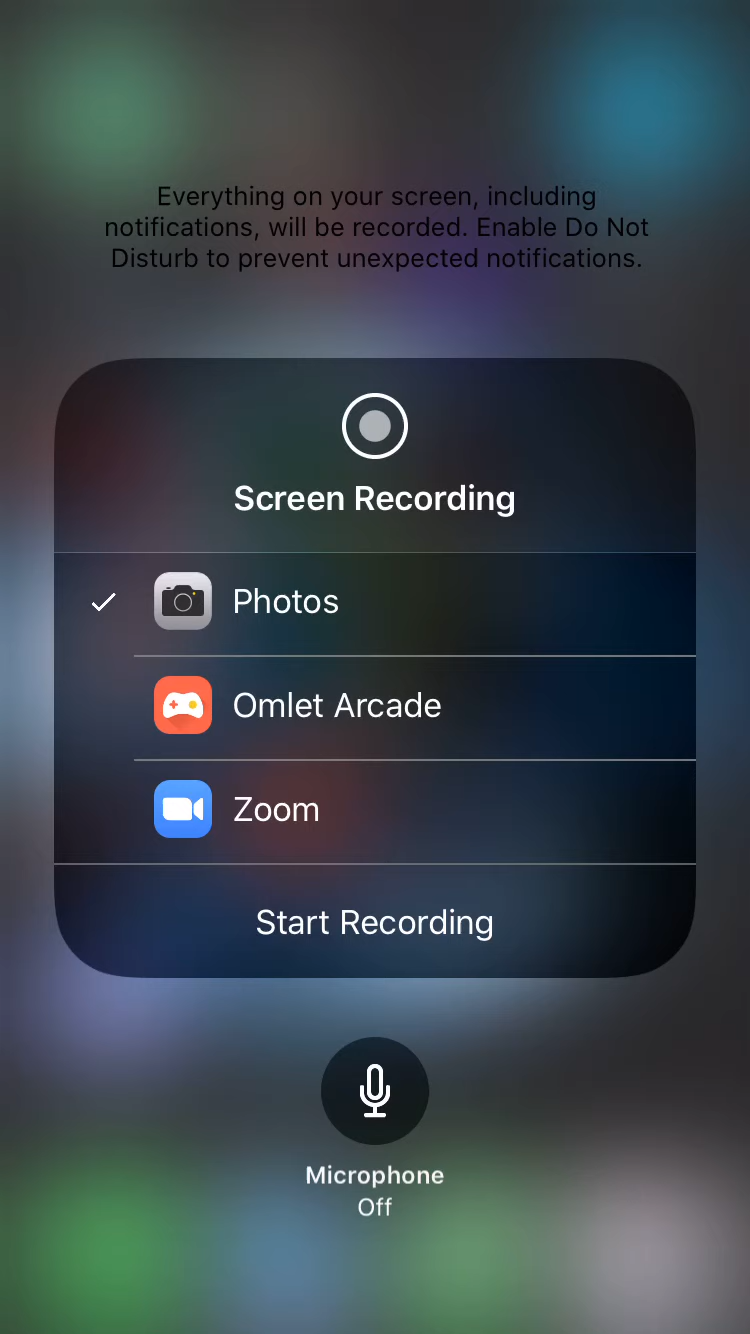 Everything on your screen, including
notifications, will be recorded. Enable Do Not
Disturb to prevent unexpected notifications.
Screen Recording
Photos
Omlet Arcade
Zoom
Start Recording
Microphone
Off